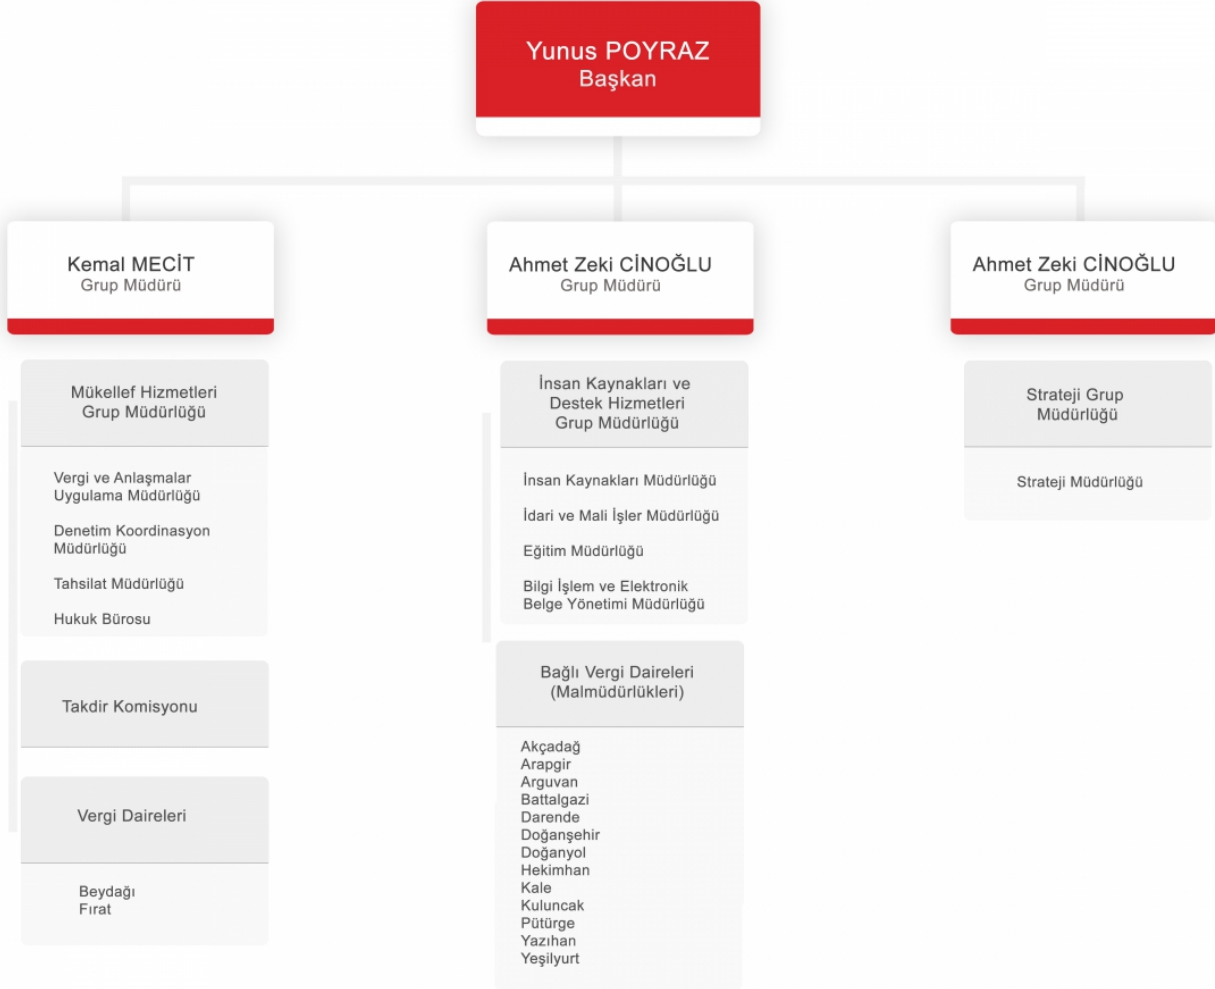 Yunus POYRAZ
Başkan
Kemal MECİT
Grup Müdürü
Mükellef Hizmetleri
Grup Müdürlüğü
Vergi ve Anlaşmalar
Uygulama Müdürlüğü
Denetim Koordinasyon
Müdürlüğü
Tahsilat Müdürlüğü
Hukuk Bürosu
Takdir Komisyonu
Vergi Daireleri
Beydağı
Fırat
Ahmet Zeki CİNOĞLU
Grup Müdürü
İnsan Kaynakları ve
Destek Hizmetleri
Grup Müdürlüğü
İnsan Kaynakları Müdürlüğü
İdari ve Mali İşler Müdürlüğü
Eğitim Müdürlüğü
Bilgi İşlem ve Elektronik
Belge Yönetimi Müdürlüğü
Bağlı Vergi Daireleri
(Malmüdürlükleri)
Akçadağ
Arapgir
Arguvan
Battalgazi
Darende
Doğanşehir
Doğanyol
Hekimhan
Kale
Kuluncak
Pütürge
Yazıhan
Yeşilyurt
Ahmet Zeki CİNOĞLU
Grup Müdürü
Strateji Grup
Müdürlüğü
Strateji Müdürlüğü